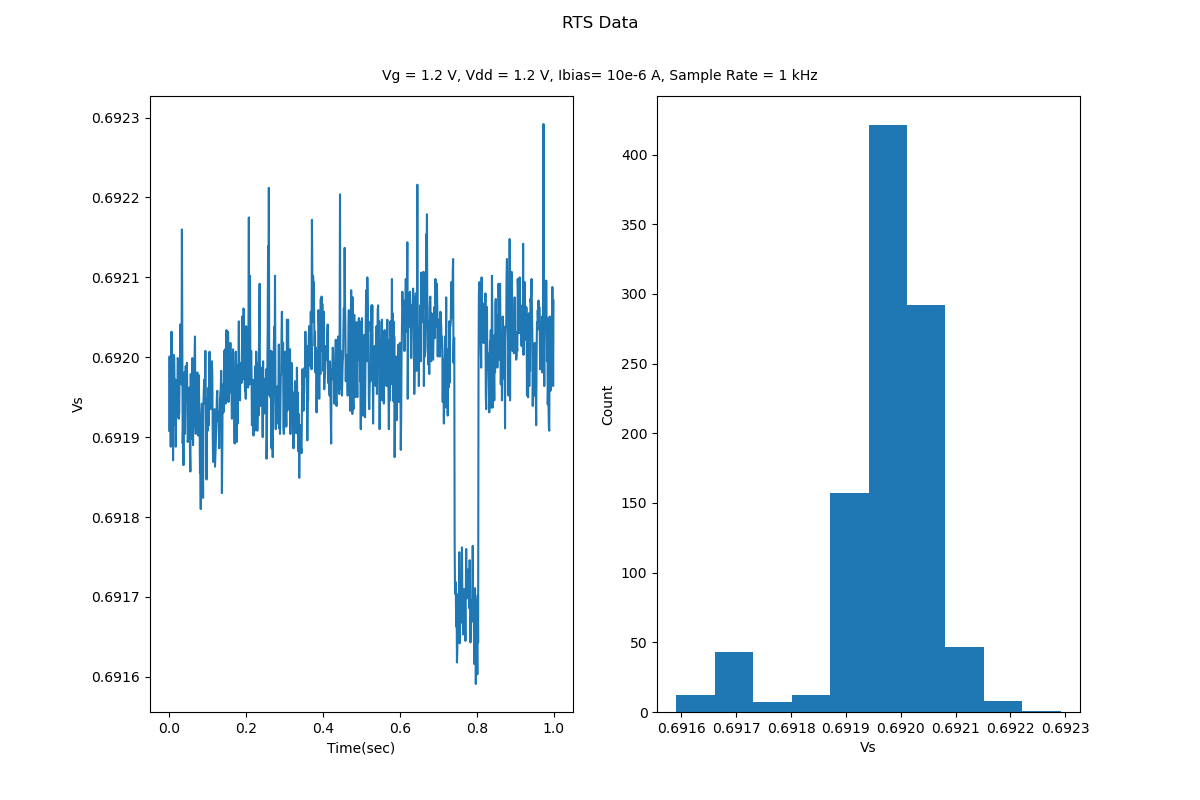 RTS Data
Vg = 1.2 V, Vdd = 1.2 V, Ibias= 10e-6 A, Sample Rate = 1 kHz
0.6923
0.6922
0.6921
0.6920
0.6919
0.6918
0.6917
0.6916
Vs
0.0 0.2 0.4 0.6 0.8 1.0
Time(sec)
400
350
300
250
200
150
100
50
0
Count
0.6916 0.6917 0.6918 0.6919 0.6920 0.6921 0.6922 0.6923
Vs